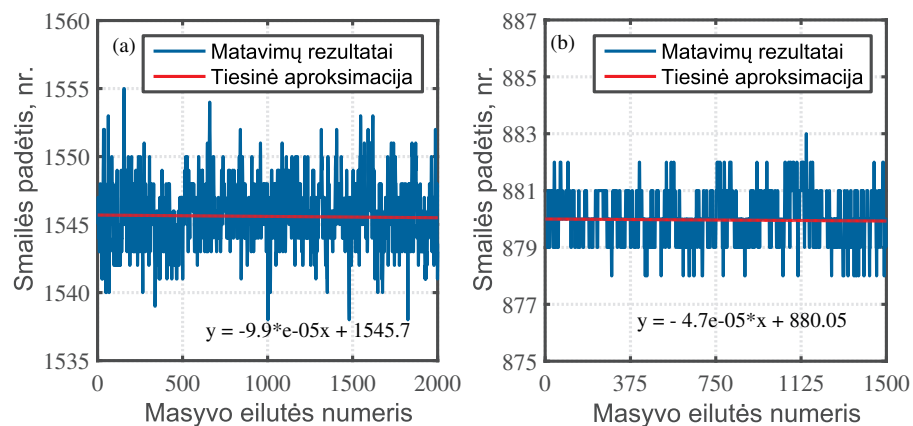 (a)
Matavimų rezultatai
Tiesinė aproksimacija
Smailės padėtis, nr.
1560
1555
1550
1545
1540
1535
y = -9.9*e-05x + 1545.7
0 500 1000 1500 2000
Masyvo eilutės numeris
(b)
Matavimų rezultatai
Tiesinė aproksimacija
Smailės padėtis, nr.
887
885
883
881
879
877
875
y = - 4.7e-05*x + 880.05
0 375 750 1125 1500
Masyvo eilutės numeris